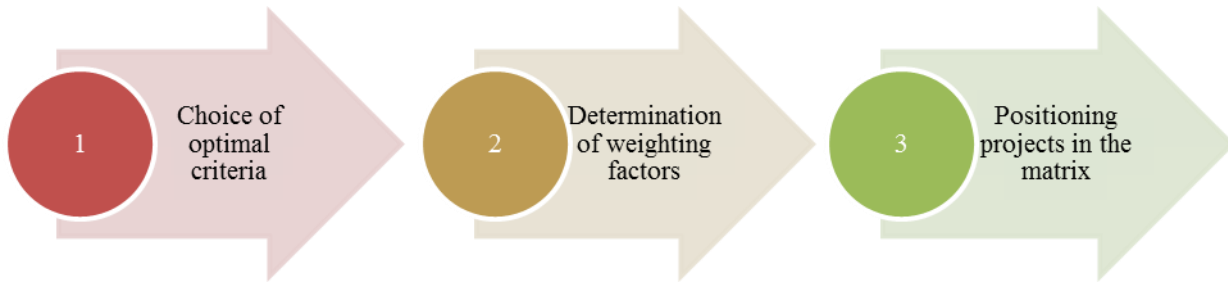 1
Choice of
optimal
criteria
2
Determination
of weighting
factors
3
Positioning
projects in the
matrix